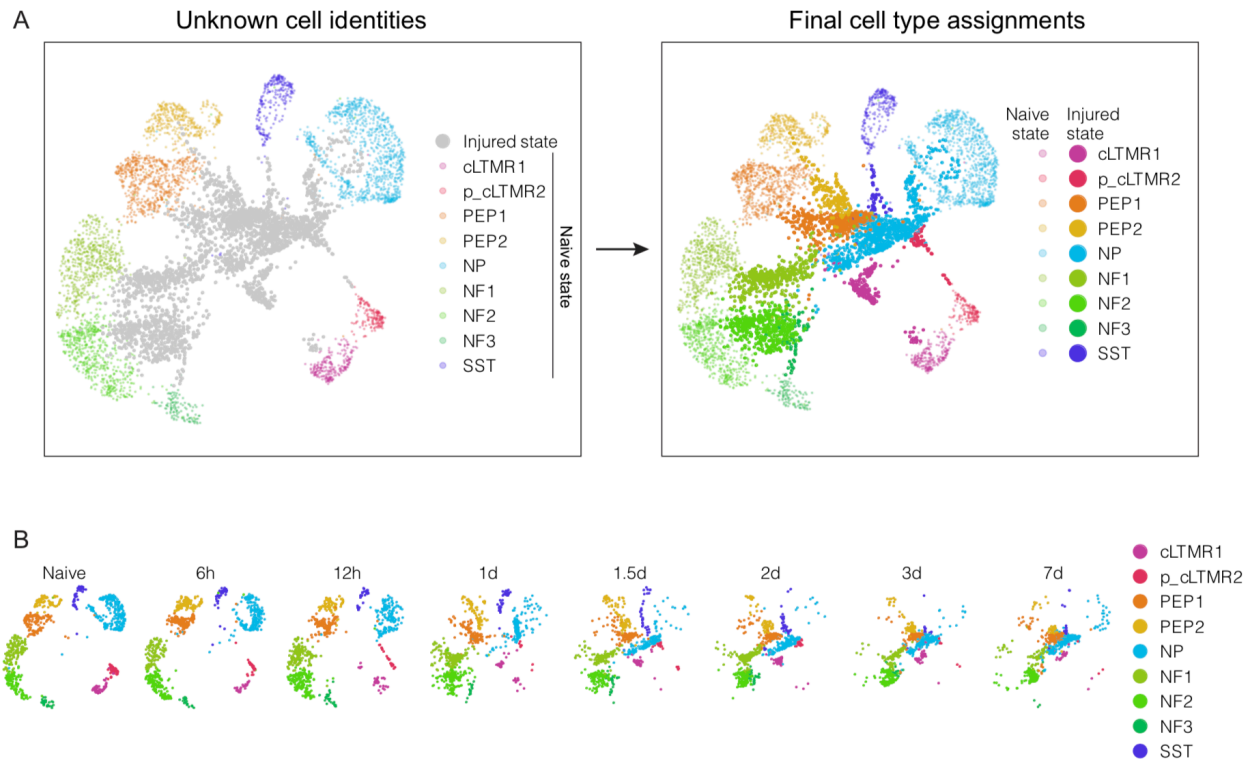 A
Unknown cell identities
Final cell type assignments
Injured state
cLTMR1
p_cLTMR2
PEP1
PEP2
NP
NF1
NF2
NF3
SST
Naive state
Naive state
Injured state
cLTMR1
p_cLTMR2
PEP1
PEP2
NP
NF1
NF2
NF3
SST
B
Naive 6h 12h 1d 1.5d 2d 3d 7d
cLTMR1
p_cLTMR2
PEP1
PEP2
NP
NF1
NF2
NF3
SST